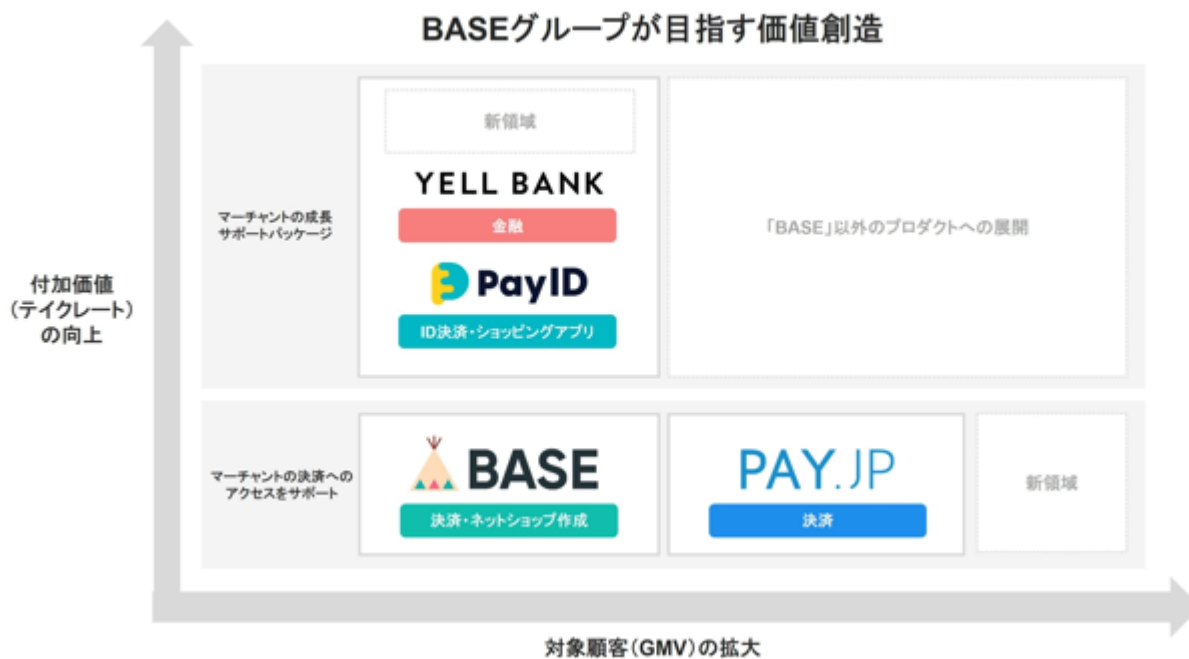 BASEグループが目指す価値創造
新領域
YELL BANK
金融
マーチャントの成長
サポートパッケージ
「BASE」以外のプロダクトへの展開
PayID
ID決済・ショッピングアプリ
付加価値
(テイクレート)
の向上
BASE
決済・ネットショップ作成
マーチャントの決済への
アクセスをサポート
PAY.JP
決済
新領域
対象顧客(GMV)の拡大